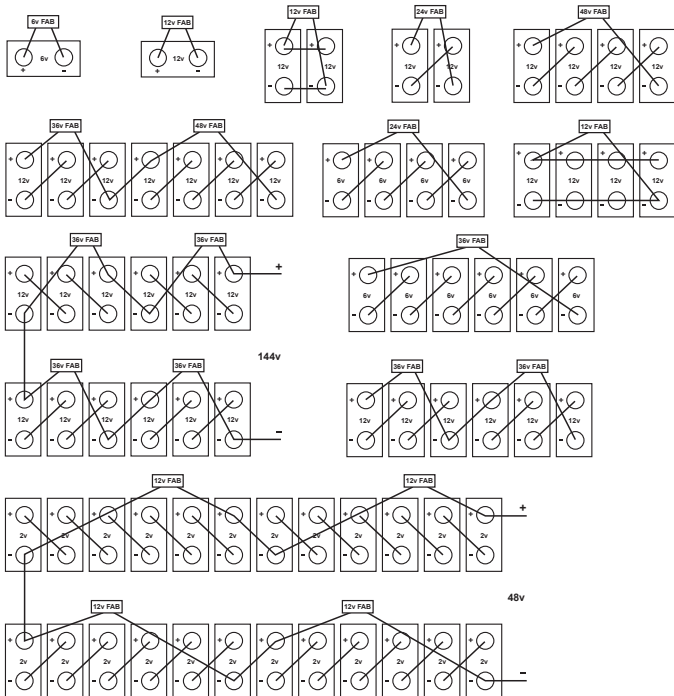 6v FAB 12v FAB 12v FAB 24v FAB 48v FAB
+ + + + + + + +
6v 12v 12v 12v 12v 12v 12v 12v 12v 12v
+ - + - - - - - - - - -
36v FAB 48v FAB 24v FAB 12v FAB
+ + + + + + + + + + + + + + +
12v 12v 12v 12v 12v 12v 12v 6v 6v 6v 6v 12v 12v 12v 12v
- - - - - - - - - - - - - - -
36v FAB 36v FAB 36v FAB
+ + + + + + + + + + + + +
12v 12v 12v 12v 12v 12v 6v 6v 6v 6v 6v 6v
- - - - - - - - - - - -
144v
36v FAB 36v FAB 36v FAB 36v FAB
+ + + + + + + + + + + +
12v 12v 12v 12v 12v 12v 12v 12v 12v 12v 12v 12v
- - - - - - - - - - - - -
12v FAB 12v FAB
+ + + + + + + + + + + + +
2v 2v 2v 2v 2v 2v 2v 2v 2v 2v 2v 2v
- - - - - - - - - - - -
48v
12v FAB 12v FAB
+ + + + + + + + + + + +
2v 2v 2v 2v 2v 2v 2v 2v 2v 2v 2v 2v
- - - - - - - - - - - - -